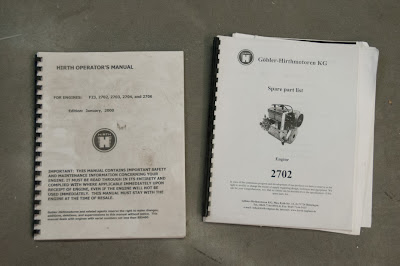 HIRTH OPERATOR'S MANUAL
FOR ENGINES: F33, 2702, 2703, 2704, and 2706
Edition January, 2000
IMPORTANT: THIS MANUAL CONTAINS IMPORTANT SAFETY
AND MAINTENANCE INFORMATION CONCERNING YOUR
ENGINE. IT MUST BE READ THROUGH IN ITS ENTIRETY AND
COMPLIED WITH WHERE APPLICABLE IMMEDIATELY UPON
RECEIPT OF ENGINE, EVEN IF THE ENGINE WILL NOT BE
USED IMMEDIATELY. THIS MANUAL MUST STAY WITH THE
ENGINE AT THE TIME OF RESALE.
Göbler-Hirthmotoren KG
Spare part list
Engine
2702